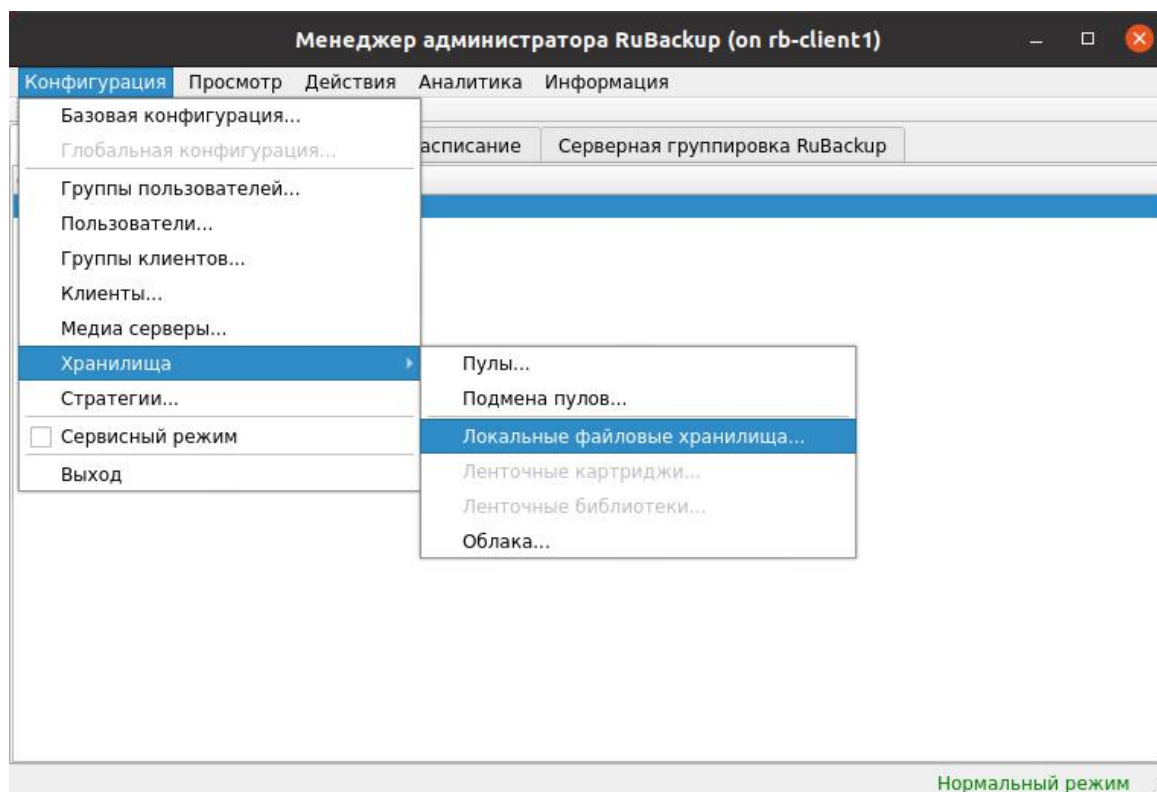 Менеджер администратора RuBackup (on rb-client1)
Конфигурация Просмотр Действия Аналитика Информация
Базовая конфигурация...
Глобальная конфигурация...
асписание Серверная группировка RuBackup
Группы пользователей...
Пользователи...
Группы клиентов...
Клиенты...
Медиа серверы...
Хранилища
Стратегии...
Сервисный режим
Выход
Пулы...
Подмена пулов...
Локальные файловые хранилища...
Ленточные картриджи...
Ленточные библиотеки...
Облака...
Нормальный режим